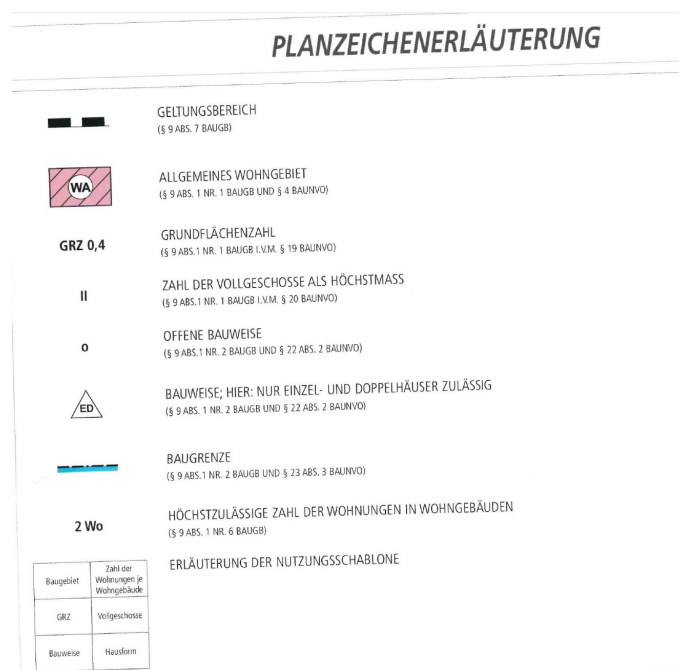 PLANZEICHENERLÄUTERUNG
GELTUNGSBEREICH
(§ 9 ABS. 7 BAUGB)
WA
ALLGEMEINES WOHNGEBIET
(§ 9 ABS. 1 NR. 1 BAUGB UND § 4 BAUNVO)
GRZ 0,4
GRUNDFLÄCHENZAHL
(§ 9 ABS.1 NR. 1 BAUGB I.V.M. § 19 BAUNVO)
II
ZAHL DER VOLLGESCHOSSE ALS HÖCHSTMASS
(§ 9 ABS.1 NR. 1 BAUGB I.V.M. § 20 BAUNVO)
o
OFFENE BAUWEISE
(§ 9 ABS.1 NR. 2 BAUGB UND § 22 ABS. 2 BAUNVO)
ED
BAUWEISE; HIER: NUR EINZEL- UND DOPPELHÄUSER ZULÄSSIG
(§ 9 ABS. 1 NR. 2 BAUGB UND § 22 ABS. 2 BAUNVO)
BAUGRENZE
(§ 9 ABS.1 NR. 2 BAUGB UND § 23 ABS. 3 BAUNVO)
2 Wo
HÖCHSTZULÄSSIGE ZAHL DER WOHNUNGEN IN WOHNGEBÄUDEN
(§ 9 ABS. 1 NR. 6 BAUGB)
ERLÄUTERUNG DER NUTZUNGSSCHABLONE
Baugebiet
Zahl der
Wohnungen je
Wohngebäude
GRZ
Vollgeschosse
Bauweise
Hausform